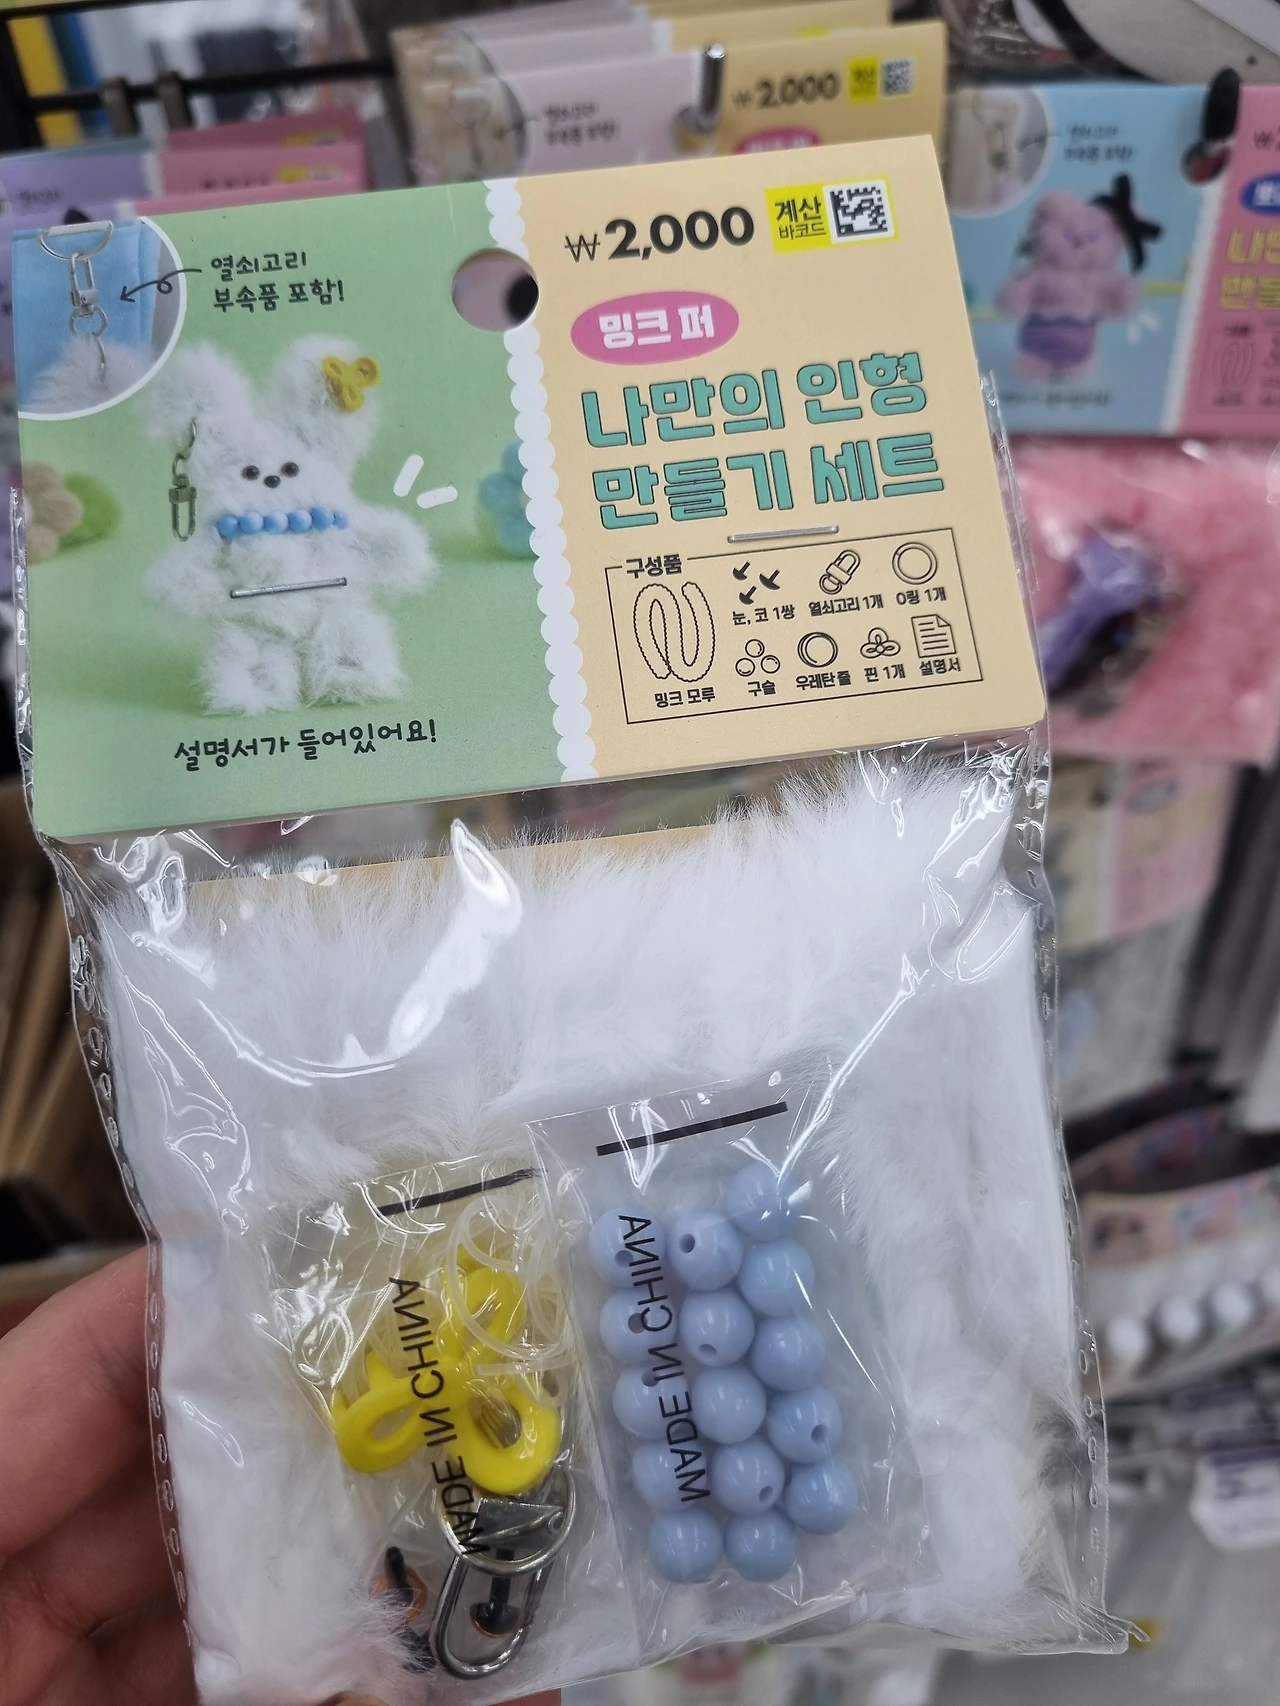 열쇠고리
부속품 포함!
₩2,000
계산
바코드
밍크 퍼
나만의 인형
만들기 세트
구성품
눈, 코 1쌍
열쇠고리 1개
O링 1개
밍크 모루
구슬
우레탄 줄
핀 1개
설명서
설명서가 들어있어요!
MADE IN CHINA
MADE IN CHINA
₩2,000